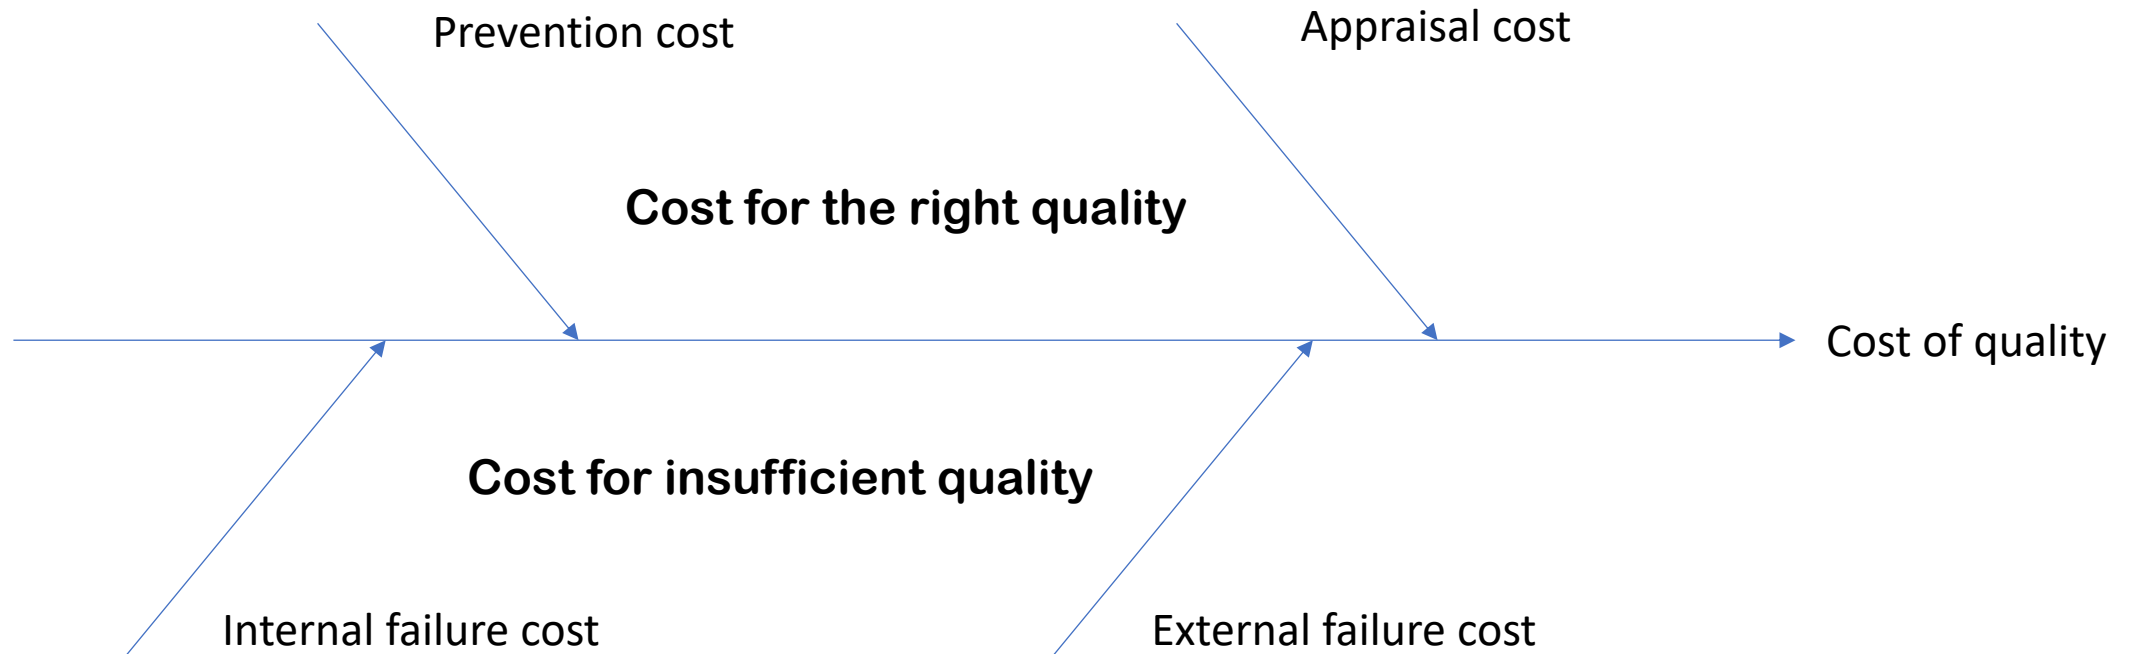 Prevention cost
Appraisal cost
Cost for the right quality
Cost of quality
Cost for insufficient quality
Internal failure cost
External failure cost